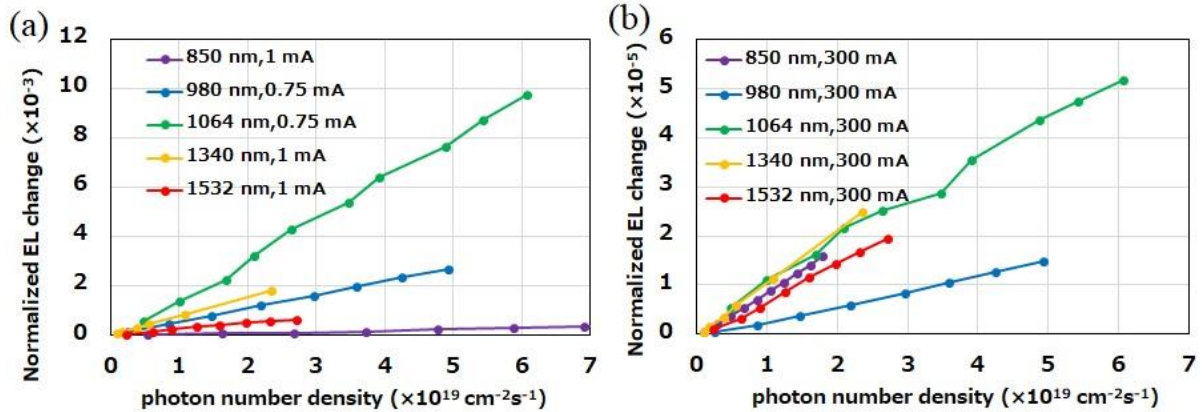 (a)
Normalized EL change (×10⁻³)
12
10
8
6
4
2
0
850 nm,1 mA
980 nm,0.75 mA
1064 nm,0.75 mA
1340 nm,1 mA
1532 nm,1 mA
0 1 2 3 4 5 6 7
photon number density (×10¹⁹ cm⁻²s⁻¹)
(b)
Normalized EL change (×10⁻⁵)
6
5
4
3
2
1
0
850 nm,300 mA
980 nm,300 mA
1064 nm,300 mA
1340 nm,300 mA
1532 nm,300 mA
0 1 2 3 4 5 6 7
photon number density (×10¹⁹ cm⁻²s⁻¹)